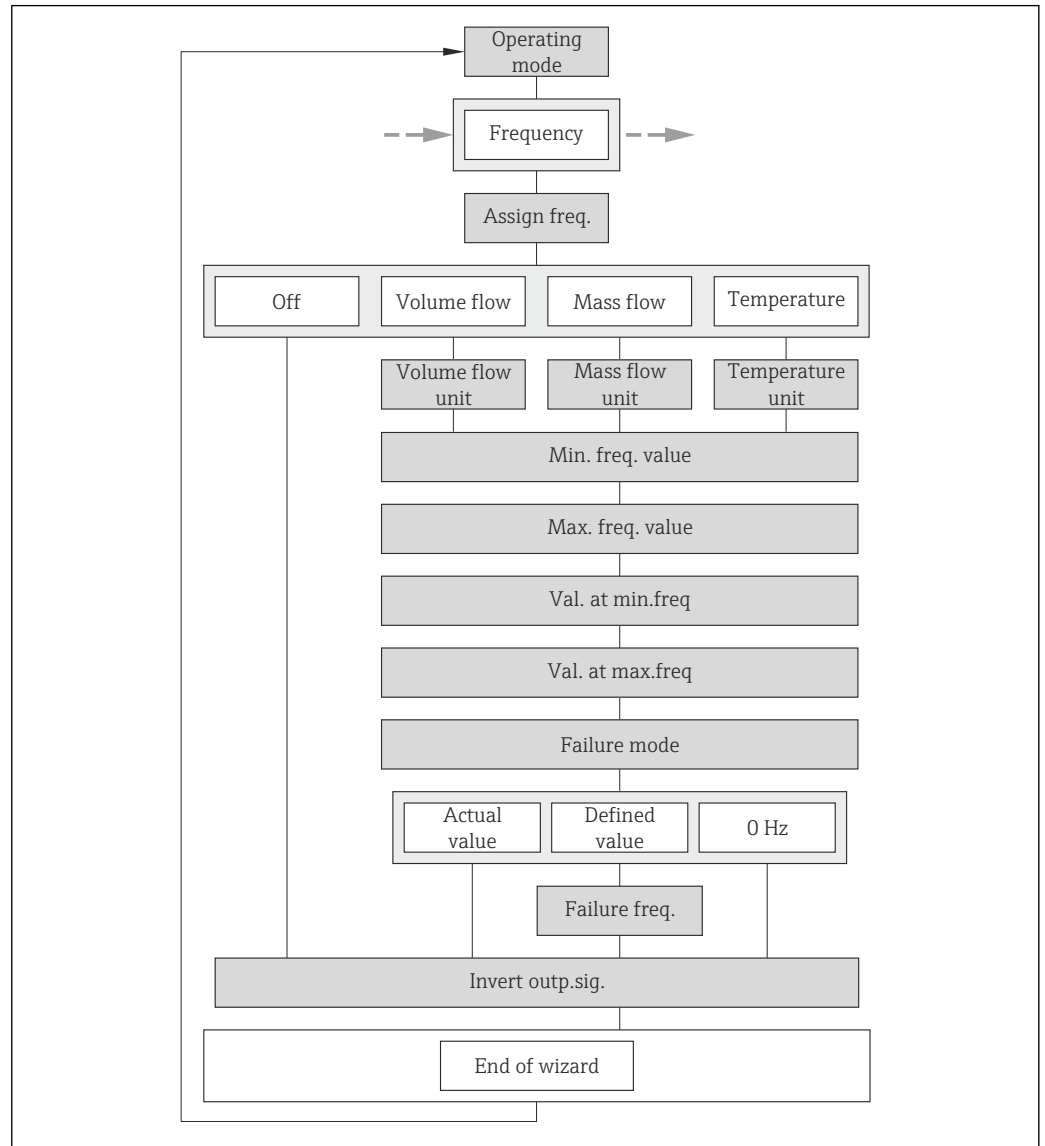 Operating
mode
Frequency
Assign freq.
Off
Volume flow
Mass flow
Temperature
Volume flow
unit
Mass flow
unit
Temperature
unit
Min. freq. value
Max. freq. value
Val. at min.freq
Val. at max.freq
Failure mode
Actual
value
Defined
value
0 Hz
Failure freq.
Invert outp.sig.
End of wizard